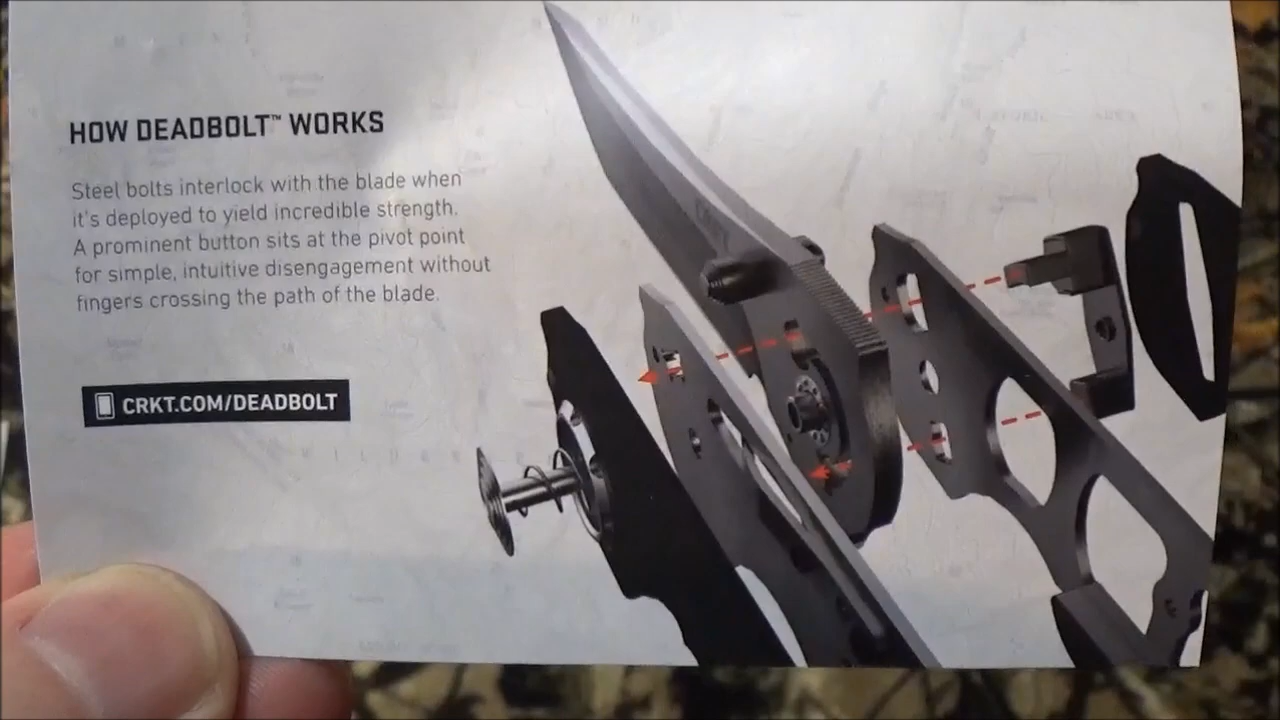 HOW DEADBOLT™ WORKS
Steel bolts interlock with the blade when
it's deployed to yield incredible strength.
A prominent button sits at the pivot point
for simple, intuitive disengagement without
fingers crossing the path of the blade.
CRKT.COM/DEADBOLT